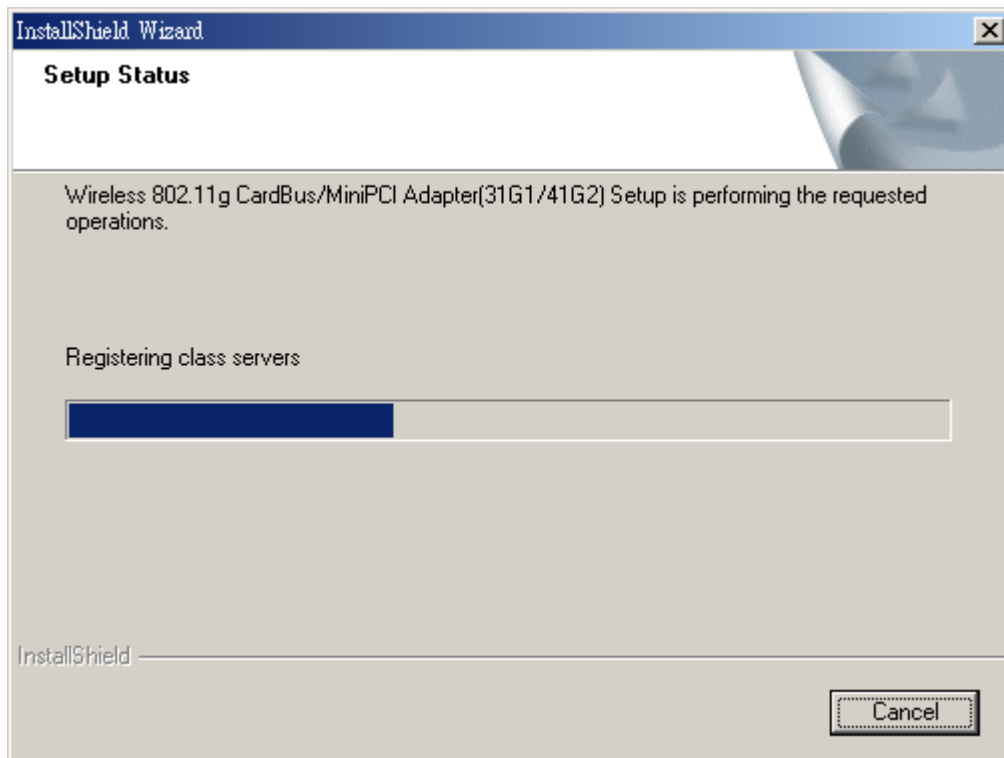 InstallShield Wizard
Setup Status
Wireless 802.11g CardBus/MiniPCI Adapter(31G1/41G2) Setup is performing the requested
operations.
Registering class servers
InstallShield
Cancel